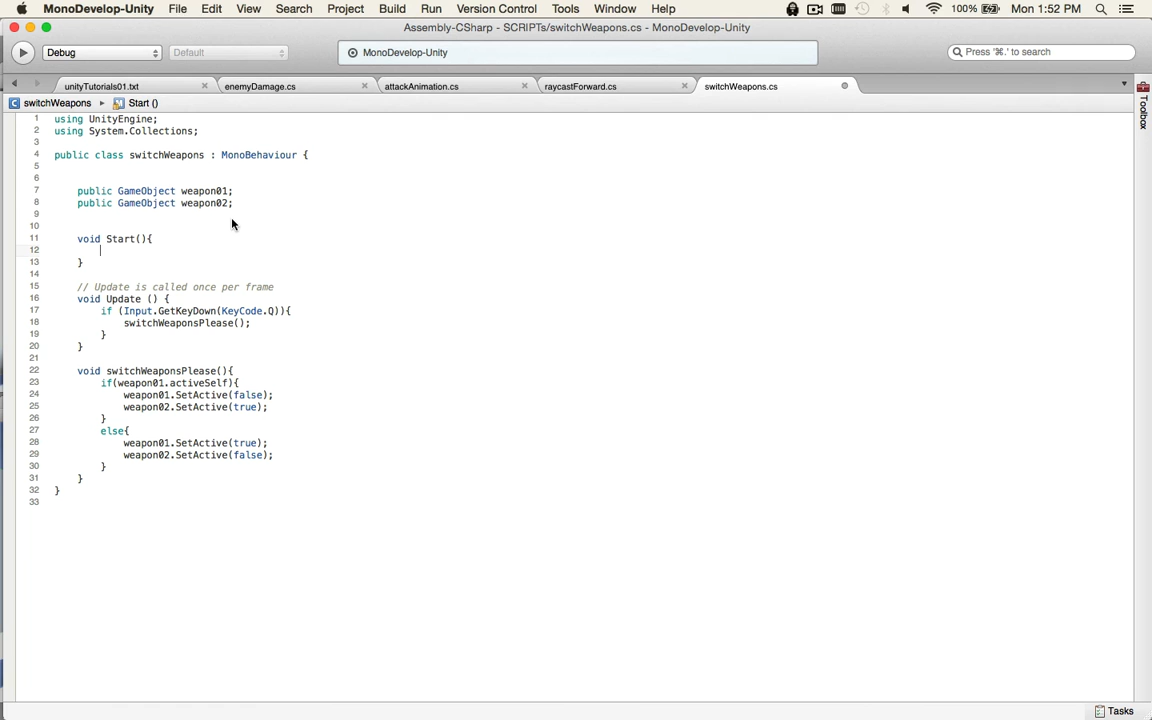 MonoDevelop-Unity File Edit View Search Project Build Run Version Control Tools Window Help 100% Mon 1:52 PM
Assembly-CSharp - SCRIPTs/switchWeapons.cs - MonoDevelop-Unity
Debug Default MonoDevelop-Unity Press '⌘.' to search
unityTutorials01.txt enemyDamage.cs attackAnimation.cs raycastForward.cs switchWeapons.cs
C switchWeapons ▸ M Start ()
Toolbox
1 using UnityEngine;
2 using System.Collections;
3
4 public class switchWeapons : MonoBehaviour {
5
6
7 public GameObject weapon01;
8 public GameObject weapon02;
9
10
11 void Start(){
12
13 }
14
15 // Update is called once per frame
16 void Update () {
17 if (Input.GetKeyDown(KeyCode.Q)){
18 switchWeaponsPlease();
19 }
20 }
21
22 void switchWeaponsPlease(){
23 if(weapon01.activeSelf){
24 weapon01.SetActive(false);
25 weapon02.SetActive(true);
26 }
27 else{
28 weapon01.SetActive(true);
29 weapon02.SetActive(false);
30 }
31 }
32 }
33
Tasks